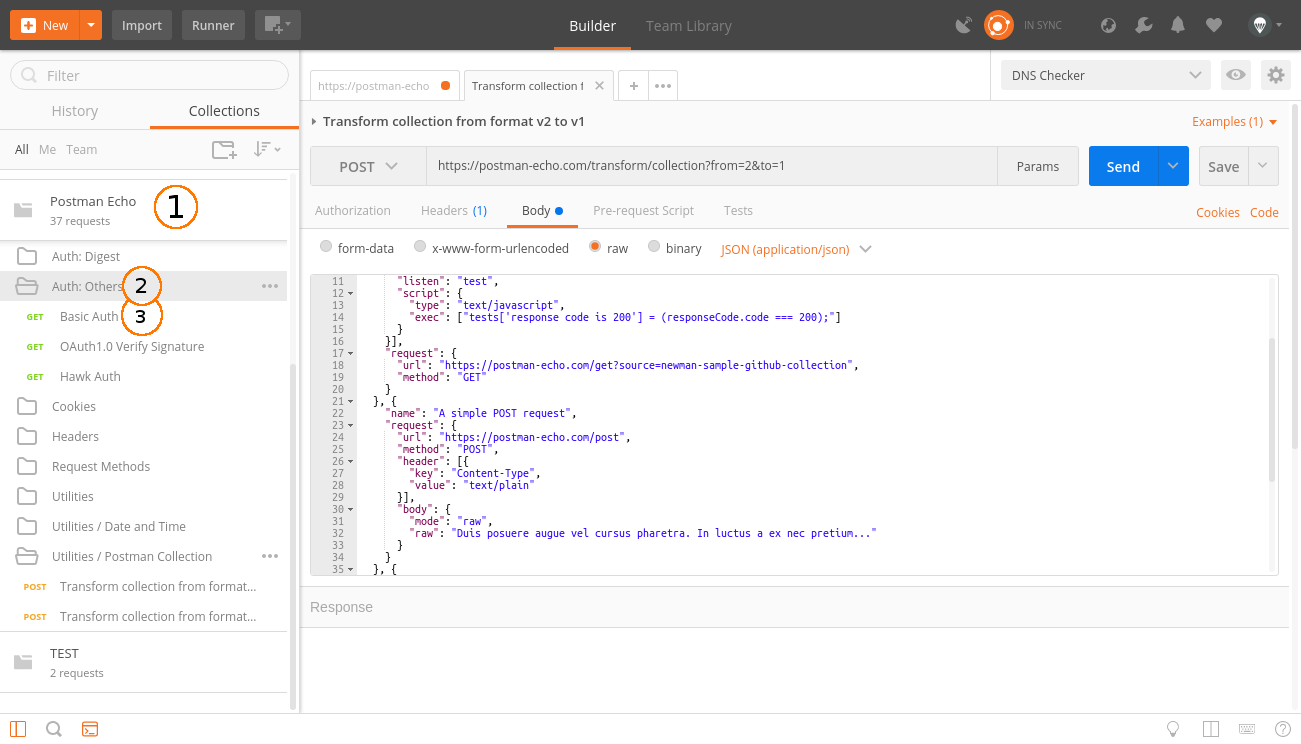 New Import Runner Builder Team Library IN SYNC
Filter
History Collections
All Me Team
Postman Echo 1
37 requests
Auth: Digest
Auth: Others 2
GET Basic Auth 3
GET OAuth1.0 Verify Signature
GET Hawk Auth
Cookies
Headers
Request Methods
Utilities
Utilities / Date and Time
Utilities / Postman Collection
POST Transform collection from format...
POST Transform collection from format...
TEST
2 requests
https://postman-echo Transform collection f + DNS Checker
Transform collection from format v2 to v1 Examples (1)
POST https://postman-echo.com/transform/collection?from=2&to=1 Params Send Save
Authorization Headers (1) Body Pre-request Script Tests Cookies Code
form-data x-www-form-urlencoded raw binary JSON (application/json)
11 "listen": "test",
12 "script": {
13 "type": "text/javascript",
14 "exec": ["tests['response code is 200'] = (responseCode.code === 200);"]
15 }
16 }],
17 "request": {
18 "url": "https://postman-echo.com/get?source=newman-sample-github-collection",
19 "method": "GET"
20 }
21 }, {
22 "name": "A simple POST request",
23 "request": {
24 "url": "https://postman-echo.com/post",
25 "method": "POST",
26 "header": [{
27 "key": "Content-Type",
28 "value": "text/plain"
29 }],
30 "body": {
31 "mode": "raw",
32 "raw": "Duis posuere augue vel cursus pharetra. In luctus a ex nec pretium..."
33 }
34 }
35 }, {
Response